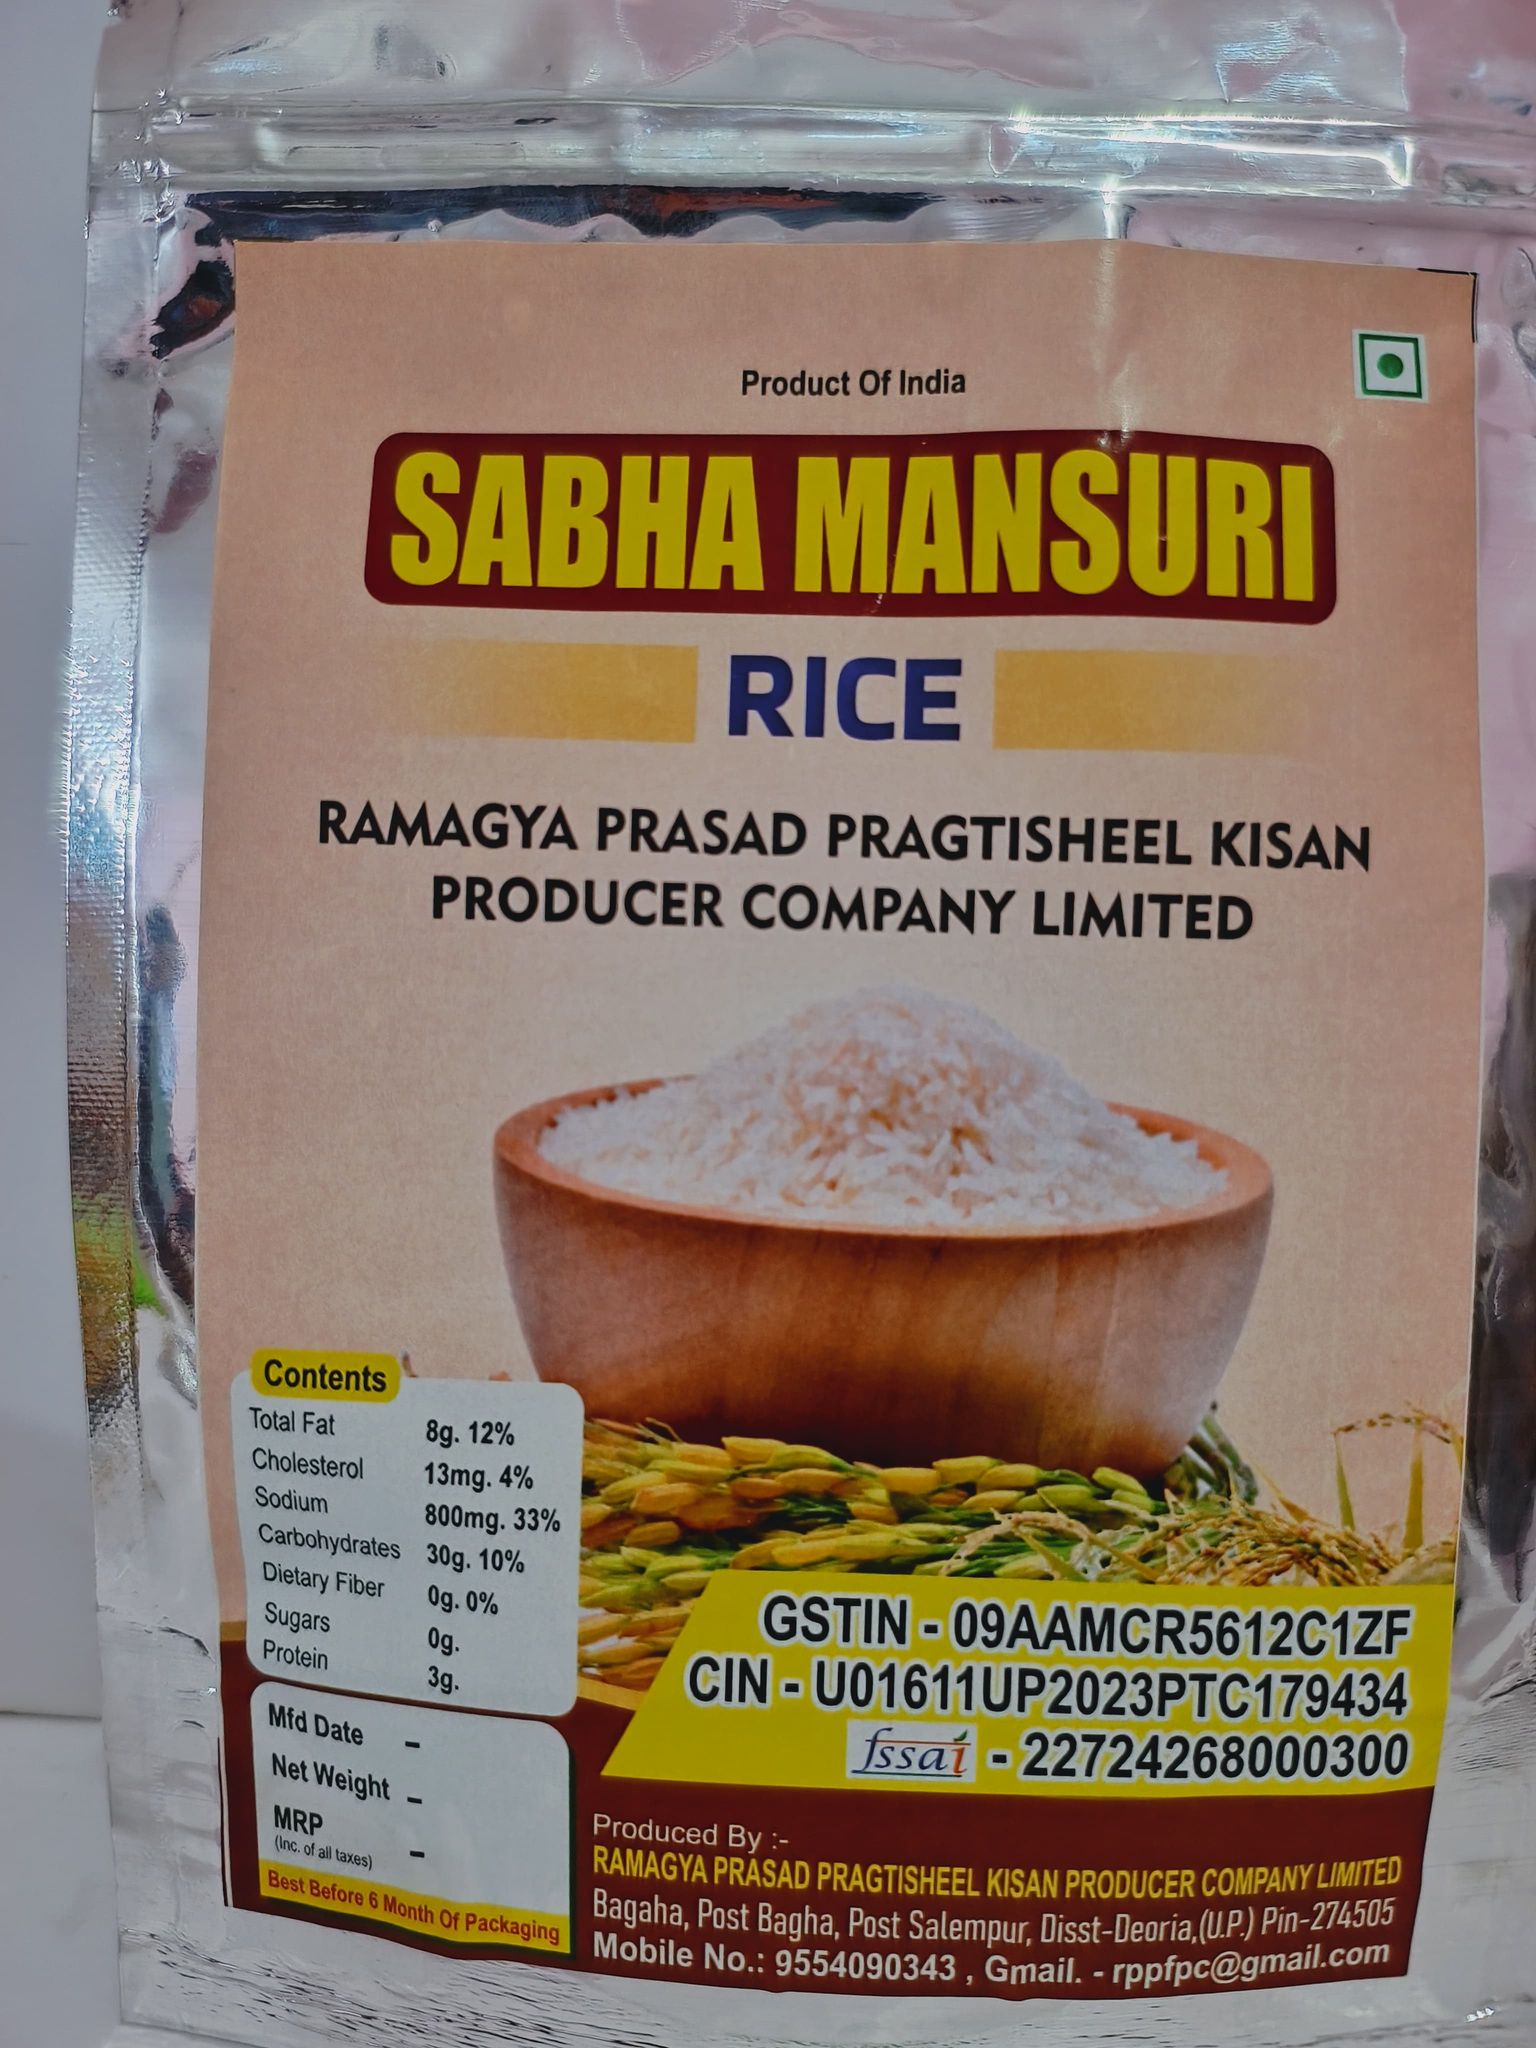 Product Of India
SABHA MANSURI
RICE
RAMAGYA PRASAD PRAGTISHEEL KISAN
PRODUCER COMPANY LIMITED
Contents
Total Fat 8g. 12%
Cholesterol 13mg. 4%
Sodium 800mg. 33%
Carbohydrates 30g. 10%
Dietary Fiber 0g. 0%
Sugars 0g.
Protein 3g.
Mfd Date -
Net Weight -
MRP -
(Inc. of all taxes)
Best Before 6 Month Of Packaging
GSTIN - 09AAMCR5612C1ZF
CIN - U01611UP2023PTC179434
fssai - 22724268000300
Produced By :-
RAMAGYA PRASAD PRAGTISHEEL KISAN PRODUCER COMPANY LIMITED
Bagaha, Post Bagha, Post Salempur, Disst-Deoria,(U.P.) Pin-274505
Mobile No.: 9554090343 , Gmail. - rppfpc@gmail.com